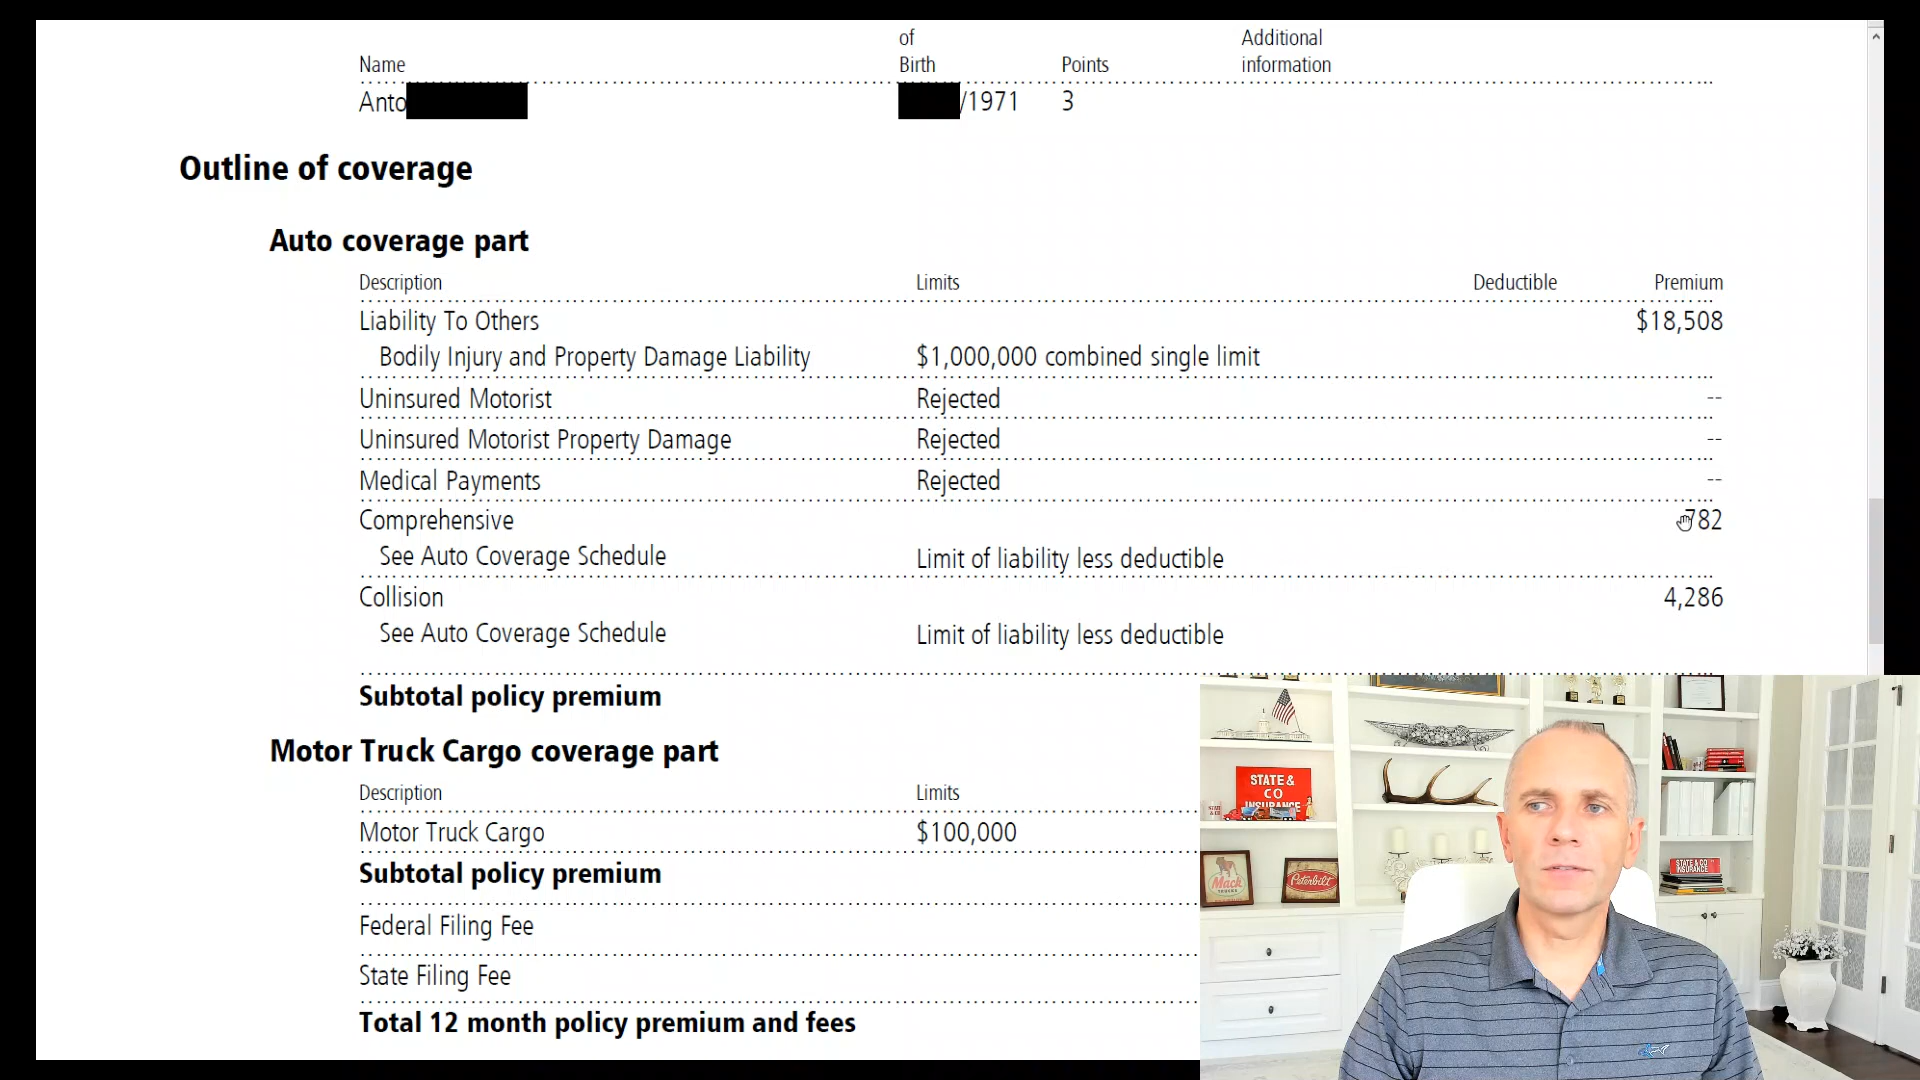 of Additional
Name Birth Points information
Anto /1971 3
Outline of coverage
Auto coverage part
Description Limits Deductible Premium
Liability To Others $18,508
Bodily Injury and Property Damage Liability $1,000,000 combined single limit
Uninsured Motorist Rejected --
Uninsured Motorist Property Damage Rejected --
Medical Payments Rejected --
Comprehensive 782
See Auto Coverage Schedule Limit of liability less deductible
Collision 4,286
See Auto Coverage Schedule Limit of liability less deductible
Subtotal policy premium
Motor Truck Cargo coverage part
Description Limits
Motor Truck Cargo $100,000
Subtotal policy premium
Federal Filing Fee
State Filing Fee
Total 12 month policy premium and fees
STATE &
CO
INSURANCE
Mack
Peterbilt
STATE & CO
INSURANCE